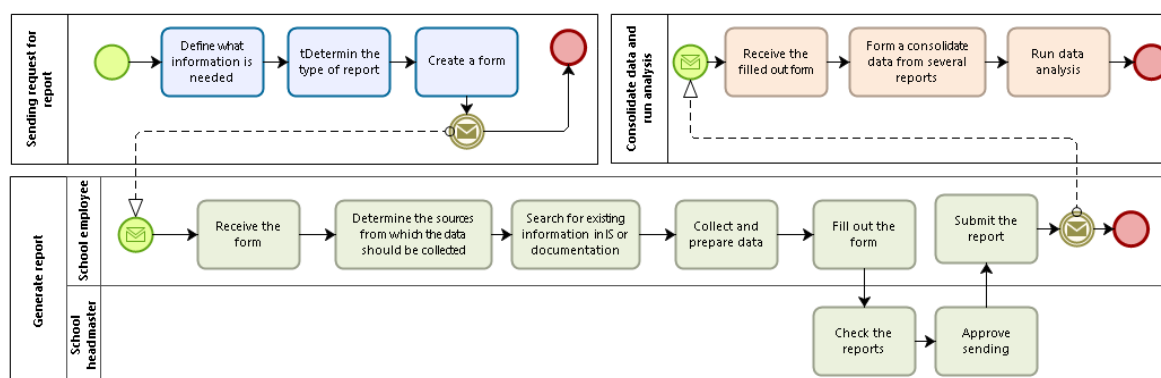 Sending request for
report
Define what
information is
needed
tDetermin the
type of report
Create a form
Consolidate data and
run analysis
Receive the
filled out form
Form a consolidate
data from several
reports
Run data
analysis
Generate report
School employee
Receive the
form
Determine the sources
from which the data
should be collected
Search for existing
information in IS or
documentation
Collect and
prepare data
Fill out the
form
Submit the
report
School
headmaster
Check the
reports
Approve
sending